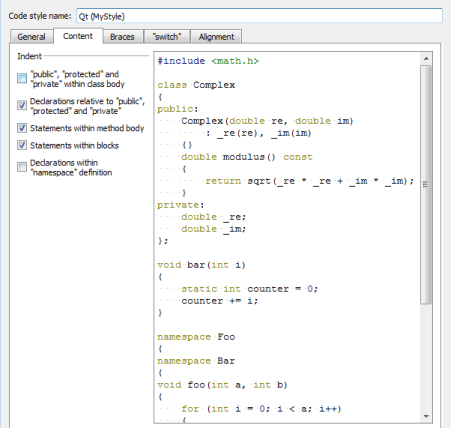 Code style name: Qt (MyStyle)
General Content Braces "switch" Alignment
Indent
"public", "protected" and
"private" within class body
Declarations relative to "public",
"protected" and "private"
Statements within method body
Statements within blocks
Declarations within
"namespace" definition
#include <math.h>
class Complex
{
public:
    Complex(double re, double im)
        : _re(re), _im(im)
    {}
    double modulus() const
    {
        return sqrt(_re * _re + _im * _im);
    }
private:
    double _re;
    double _im;
};
void bar(int i)
{
    static int counter = 0;
    counter += i;
}
namespace Foo
{
namespace Bar
{
void foo(int a, int b)
{
    for (int i = 0; i < a; i++)
    {